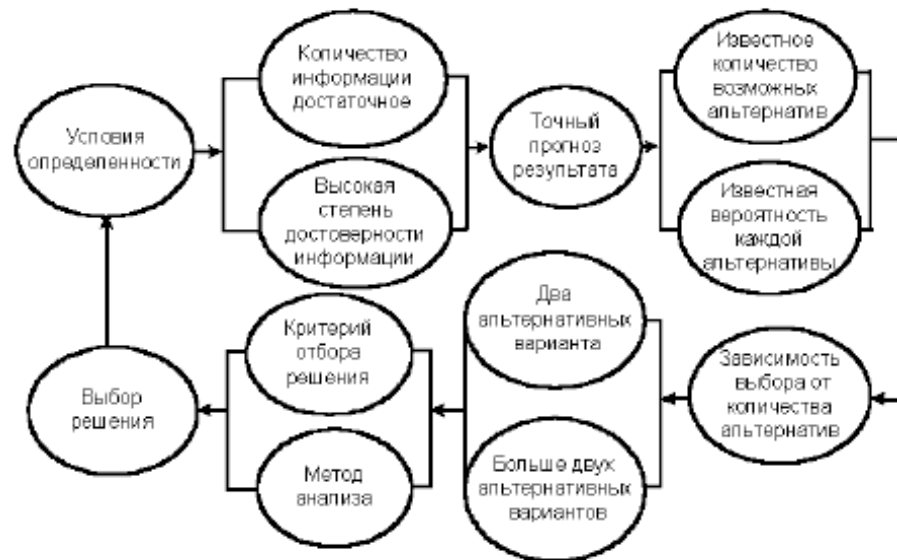 Условия
определенности
Количество
информации
достаточное
Высокая
степень
достоверности
информации
Точный
прогноз
результата
Известное
количество
возможных
альтернатив
Известная
вероятность
каждой
альтернативы
Зависимость
выбора от
количества
альтернатив
Два
альтернативных
варианта
Больше двух
альтернативных
вариантов
Критерий
отбора
решения
Метод
анализа
Выбор
решения